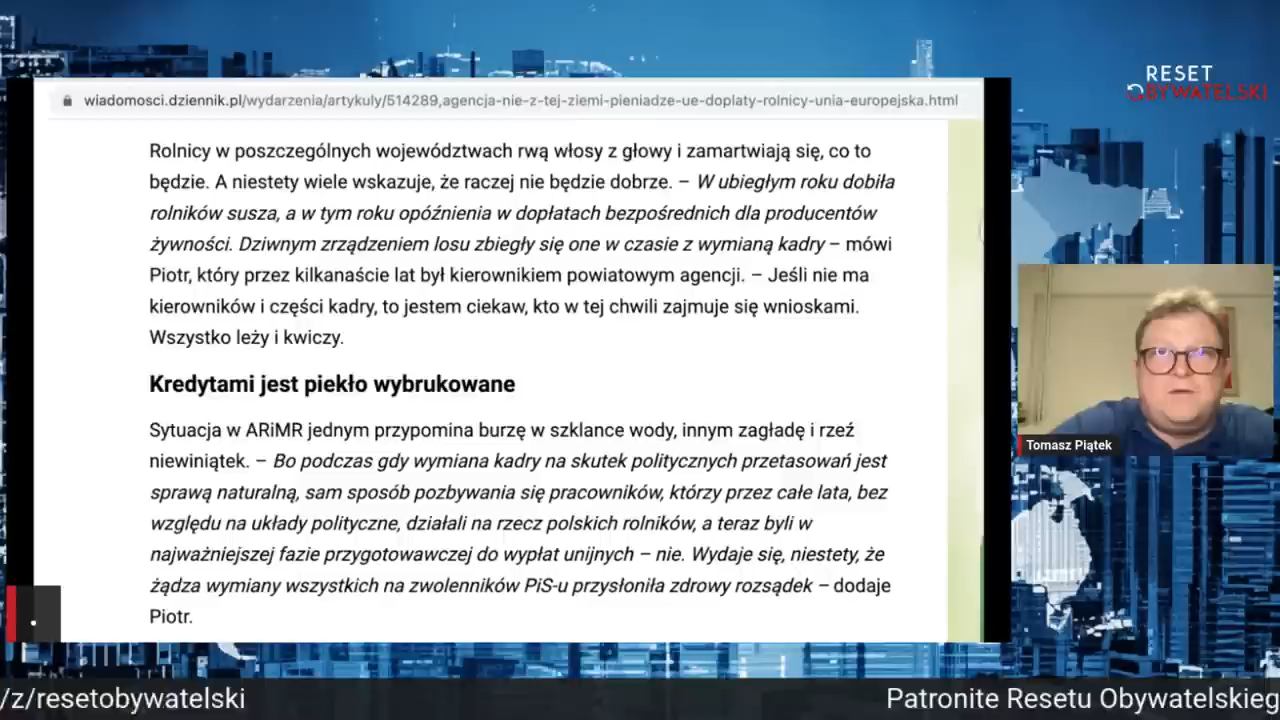 RESET
OBYWATELSKI
wiadomosci.dziennik.pl/wydarzenia/artykuly/514289,agencja-nie-z-tej-ziemi-pieniadze-ue-doplaty-rolnicy-unia-europejska.html
Rolnicy w poszczególnych województwach rwą włosy z głowy i zamartwiają się, co to
będzie. A niestety wiele wskazuje, że raczej nie będzie dobrze. – W ubiegłym roku dobiła
rolników susza, a w tym roku opóźnienia w dopłatach bezpośrednich dla producentów
żywności. Dziwnym zrządzeniem losu zbiegły się one w czasie z wymianą kadry – mówi
Piotr, który przez kilkanaście lat był kierownikiem powiatowym agencji. – Jeśli nie ma
kierowników i części kadry, to jestem ciekaw, kto w tej chwili zajmuje się wnioskami.
Wszystko leży i kwiczy.
Kredytami jest piekło wybrukowane
Sytuacja w ARiMR jednym przypomina burzę w szklance wody, innym zagładę i rzeź
niewiniątek. – Bo podczas gdy wymiana kadry na skutek politycznych przetasowań jest
sprawą naturalną, sam sposób pozbywania się pracowników, którzy przez całe lata, bez
względu na układy polityczne, działali na rzecz polskich rolników, a teraz byli w
najważniejszej fazie przygotowawczej do wypłat unijnych – nie. Wydaje się, niestety, że
żądza wymiany wszystkich na zwolenników PiS-u przysłoniła zdrowy rozsądek – dodaje
Piotr.
Tomasz Piątek
.
/z/resetobywatelski
Patronite Resetu Obywatelskieg